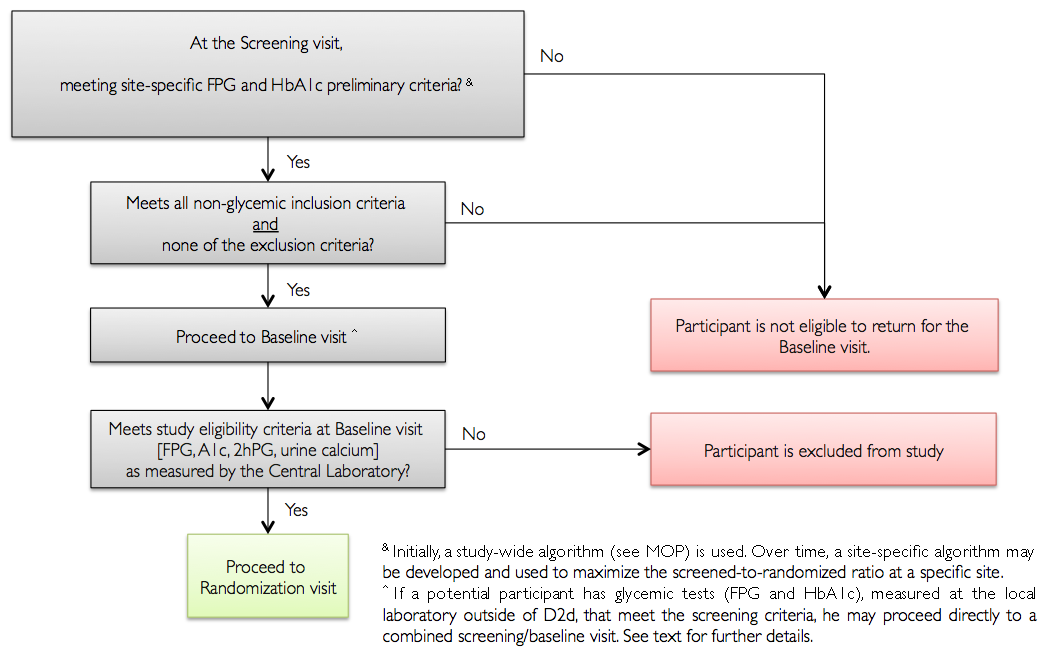 At the Screening visit,
meeting site-specific FPG and HbA1c preliminary criteria? &
No
Yes
Meets all non-glycemic inclusion criteria
and
none of the exclusion criteria?
No
Yes
Proceed to Baseline visit ^
Participant is not eligible to return for the
Baseline visit.
Meets study eligibility criteria at Baseline visit
[FPG, A1c, 2hPG, urine calcium]
as measured by the Central Laboratory?
No
Participant is excluded from study
Yes
Proceed to
Randomization visit
& Initially, a study-wide algorithm (see MOP) is used. Over time, a site-specific algorithm may
be developed and used to maximize the screened-to-randomized ratio at a specific site.
^ If a potential participant has glycemic tests (FPG and HbA1c), measured at the local
laboratory outside of D2d, that meet the screening criteria, he may proceed directly to a
combined screening/baseline visit. See text for further details.